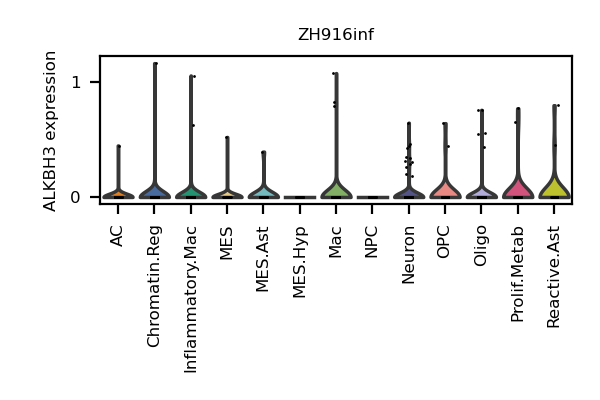 ZH916inf
ALKBH3 expression
1
0
AC
Chromatin.Reg
Inflammatory.Mac
MES
MES.Ast
MES.Hyp
Mac
NPC
Neuron
OPC
Oligo
Prolif.Metab
Reactive.Ast